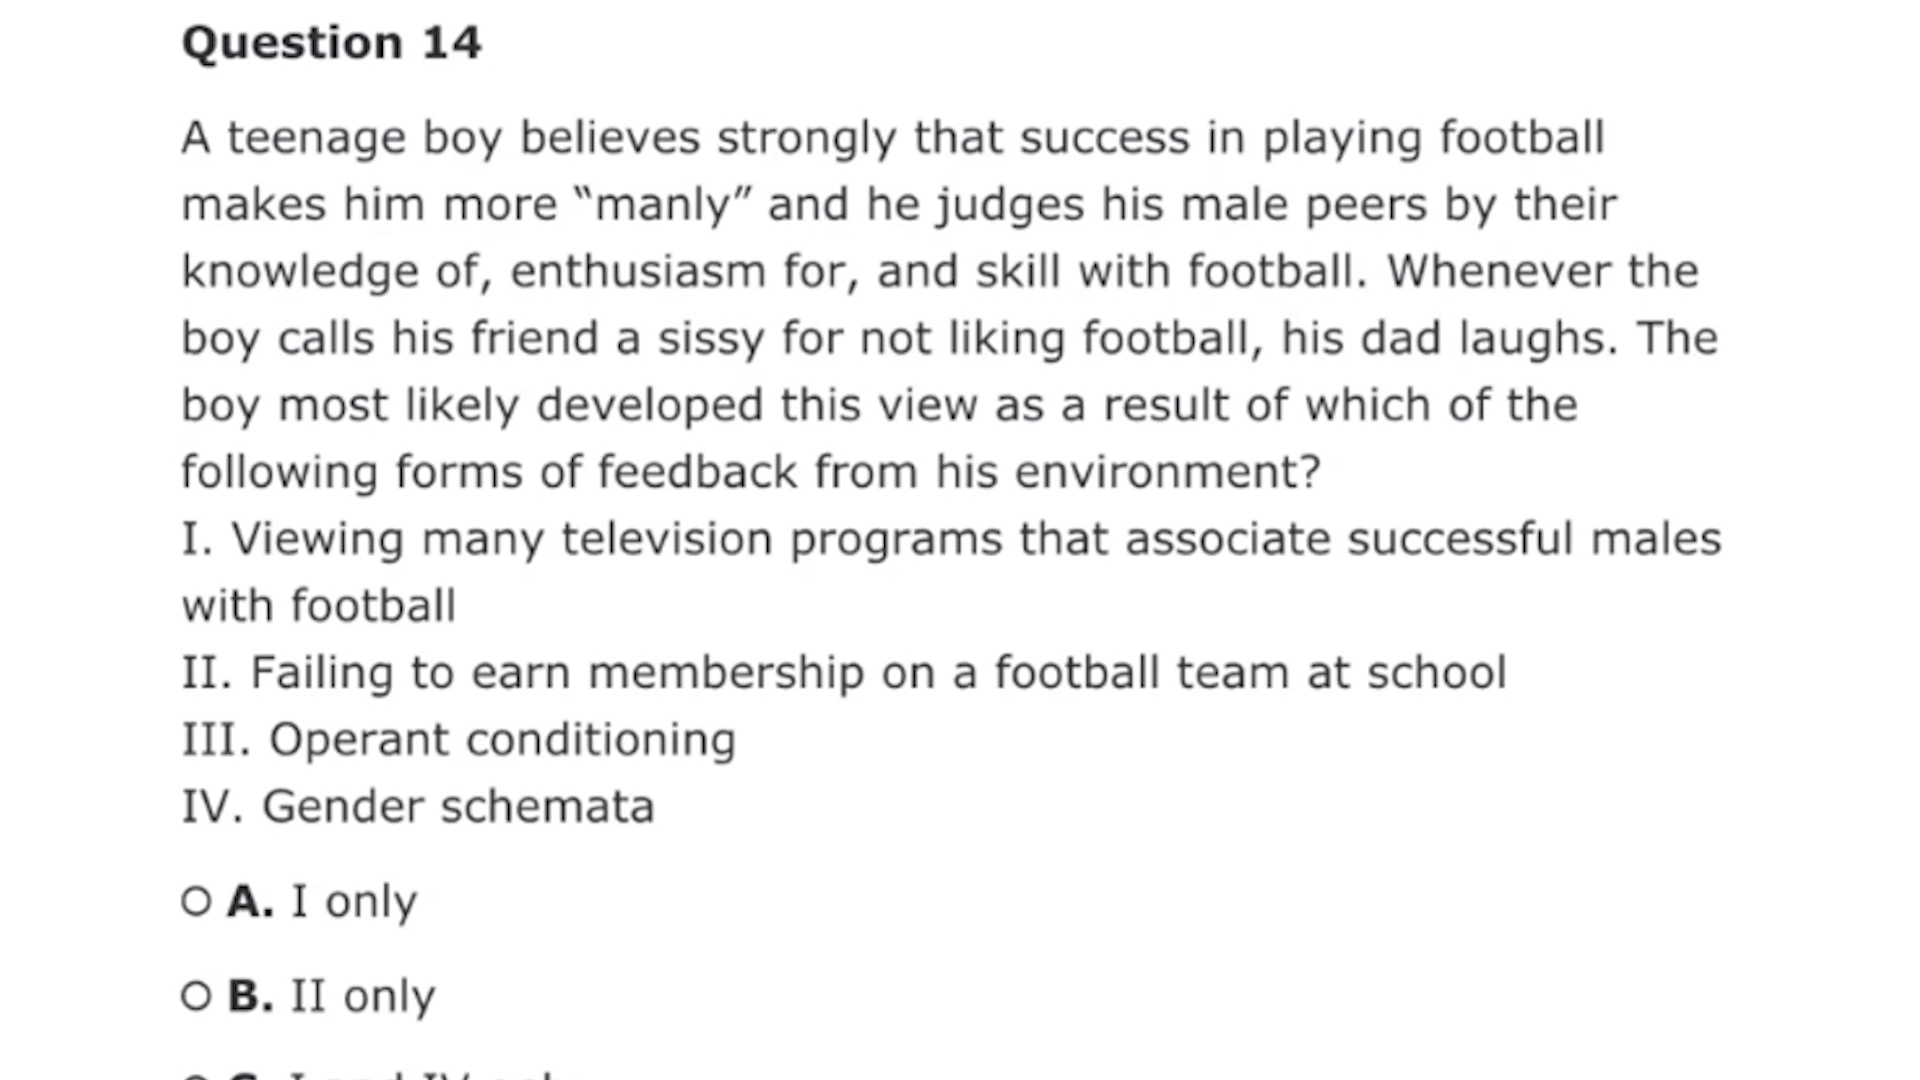 Question 14
A teenage boy believes strongly that success in playing football
makes him more “manly” and he judges his male peers by their
knowledge of, enthusiasm for, and skill with football. Whenever the
boy calls his friend a sissy for not liking football, his dad laughs. The
boy most likely developed this view as a result of which of the
following forms of feedback from his environment?
I. Viewing many television programs that associate successful males
with football
II. Failing to earn membership on a football team at school
III. Operant conditioning
IV. Gender schemata
A. I only
B. II only